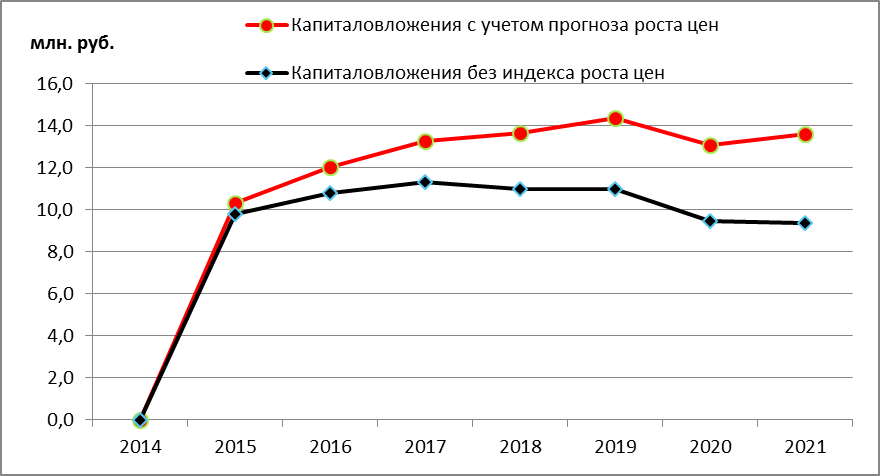 Капиталовложения с учетом прогноза роста цен
млн. руб.
Капиталовложения без индекса роста цен
16,0
14,0
12,0
10,0
8,0
6,0
4,0
2,0
0,0
2014 2015 2016 2017 2018 2019 2020 2021